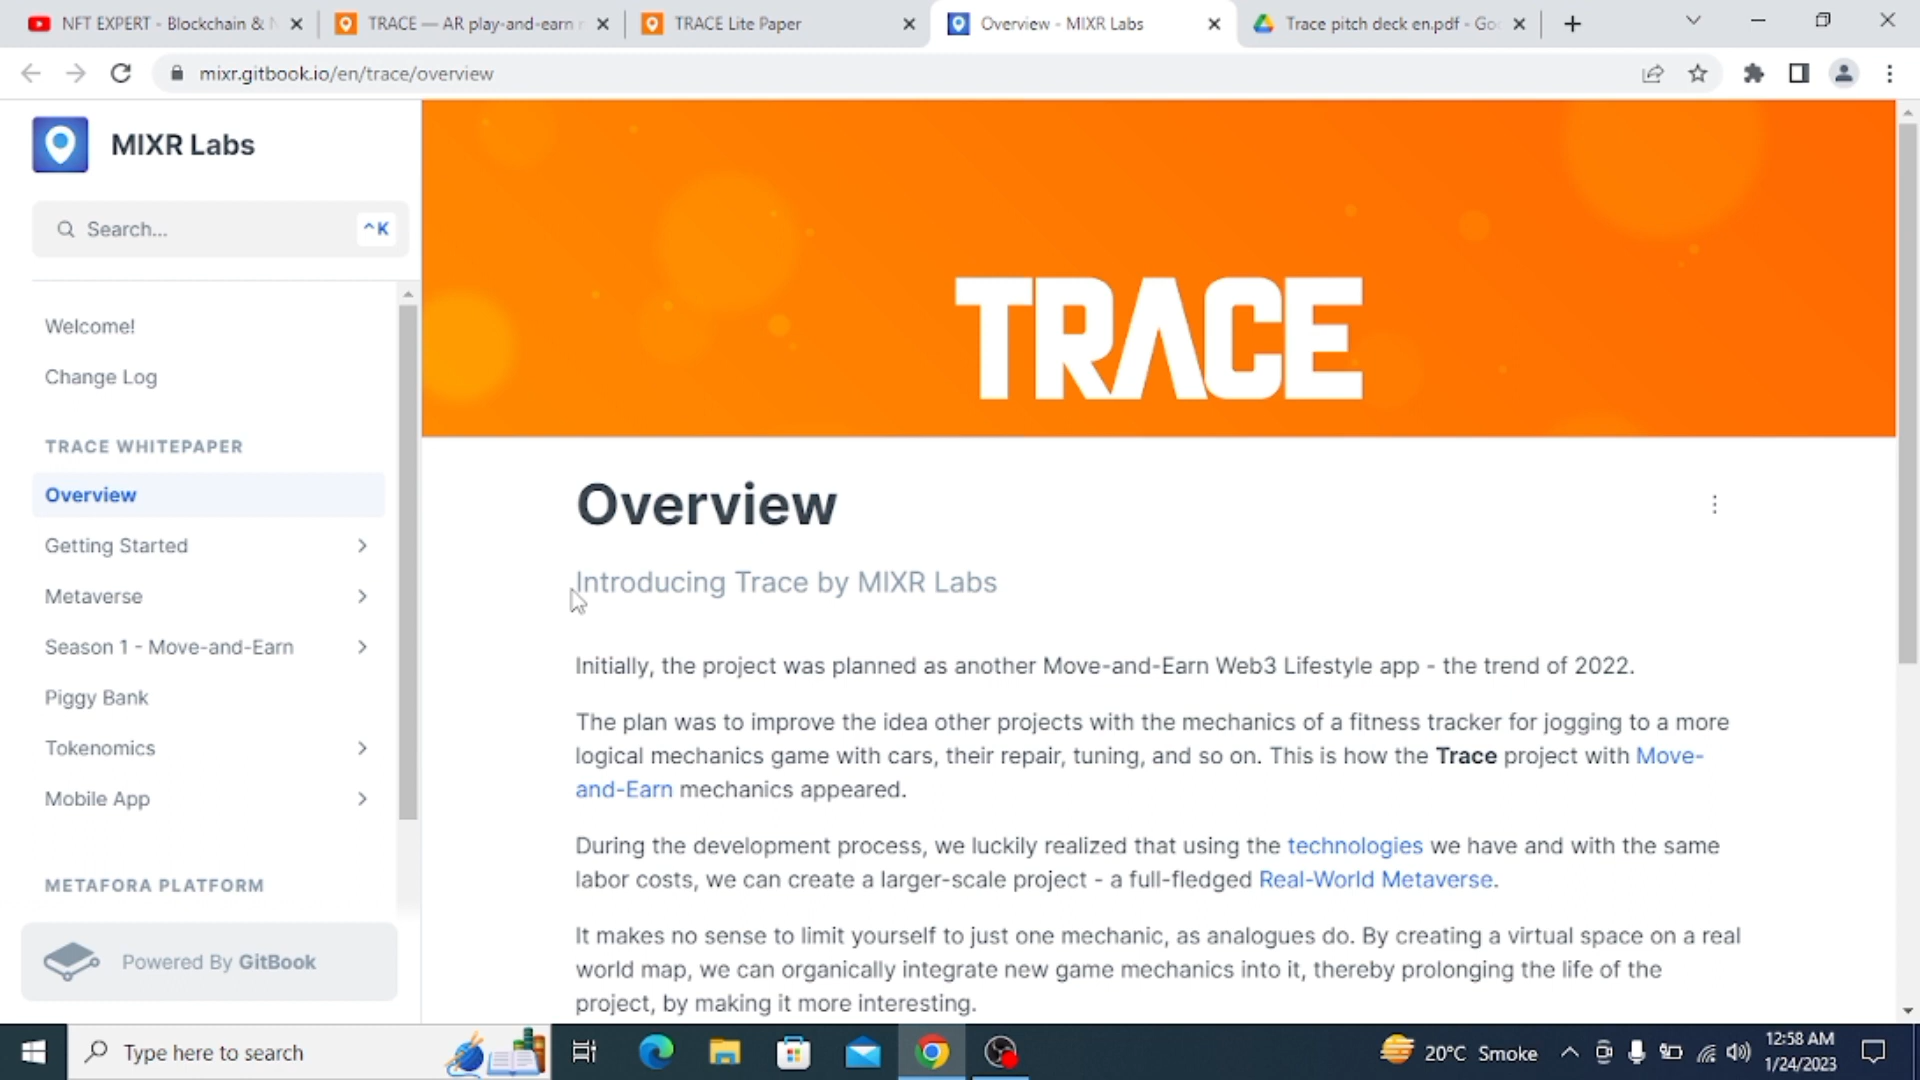 NFT EXPERT - Blockchain &
TRACE — AR play-and-earn
TRACE Lite Paper
Overview - MIXR Labs
Trace pitch deck en.pdf - Goo
mixr.gitbook.io/en/trace/overview
MIXR Labs
Search...
^K
Welcome!
Change Log
TRACE WHITEPAPER
Overview
Getting Started
Metaverse
Season 1 - Move-and-Earn
Piggy Bank
Tokenomics
Mobile App
METAFORA PLATFORM
Powered By GitBook
TRACE
Overview
Introducing Trace by MIXR Labs
Initially, the project was planned as another Move-and-Earn Web3 Lifestyle app - the trend of 2022.
The plan was to improve the idea other projects with the mechanics of a fitness tracker for jogging to a more
logical mechanics game with cars, their repair, tuning, and so on. This is how the Trace project with Move-
and-Earn mechanics appeared.
During the development process, we luckily realized that using the technologies we have and with the same
labor costs, we can create a larger-scale project - a full-fledged Real-World Metaverse.
It makes no sense to limit yourself to just one mechanic, as analogues do. By creating a virtual space on a real
world map, we can organically integrate new game mechanics into it, thereby prolonging the life of the
project, by making it more interesting.
Type here to search
20°C Smoke
12:58 AM
1/24/2023